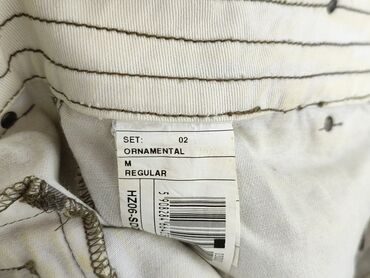 SET: 02
ORNAMENTAL
M
REGULAR